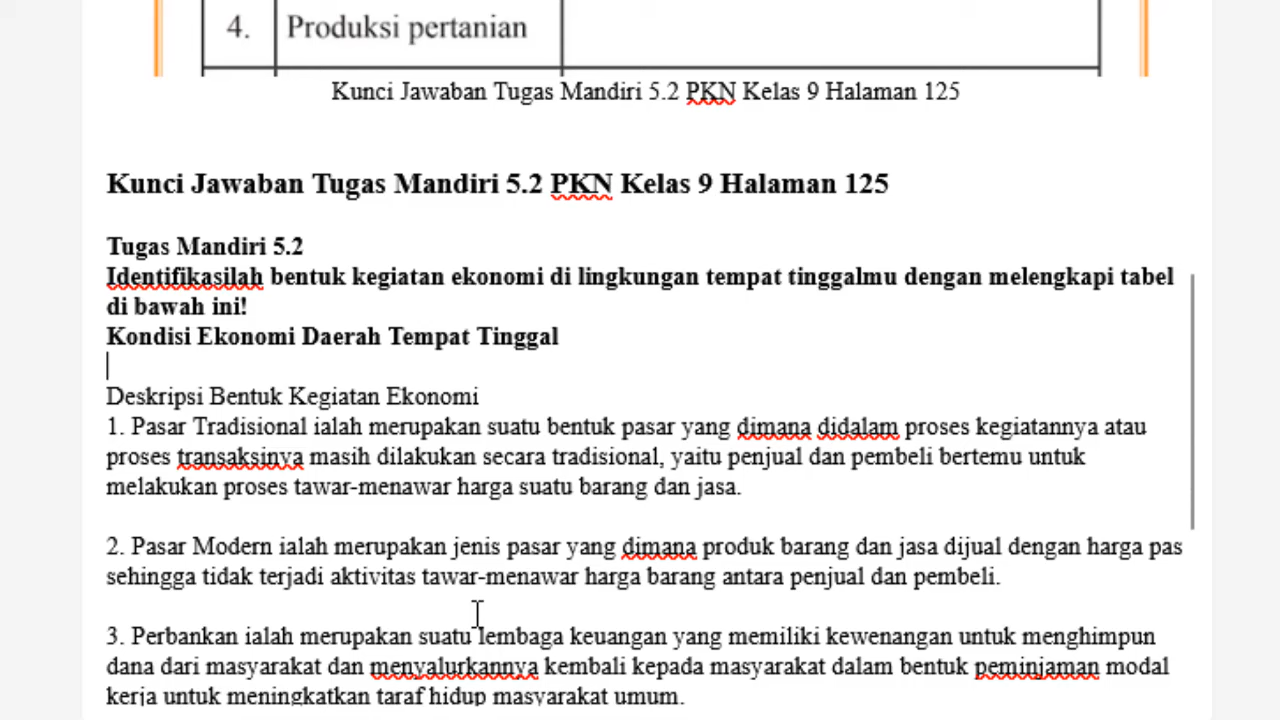 4. Produksi pertanian
Kunci Jawaban Tugas Mandiri 5.2 PKN Kelas 9 Halaman 125
Kunci Jawaban Tugas Mandiri 5.2 PKN Kelas 9 Halaman 125
Tugas Mandiri 5.2
Identifikasilah bentuk kegiatan ekonomi di lingkungan tempat tinggalmu dengan melengkapi tabel
di bawah ini!
Kondisi Ekonomi Daerah Tempat Tinggal
Deskripsi Bentuk Kegiatan Ekonomi
1. Pasar Tradisional ialah merupakan suatu bentuk pasar yang dimana didalam proses kegiatannya atau
proses transaksinya masih dilakukan secara tradisional, yaitu penjual dan pembeli bertemu untuk
melakukan proses tawar-menawar harga suatu barang dan jasa.
2. Pasar Modern ialah merupakan jenis pasar yang dimana produk barang dan jasa dijual dengan harga pas
sehingga tidak terjadi aktivitas tawar-menawar harga barang antara penjual dan pembeli.
3. Perbankan ialah merupakan suatu lembaga keuangan yang memiliki kewenangan untuk menghimpun
dana dari masyarakat dan menyalurkannya kembali kepada masyarakat dalam bentuk peminjaman modal
kerja untuk meningkatkan taraf hidup masyarakat umum.